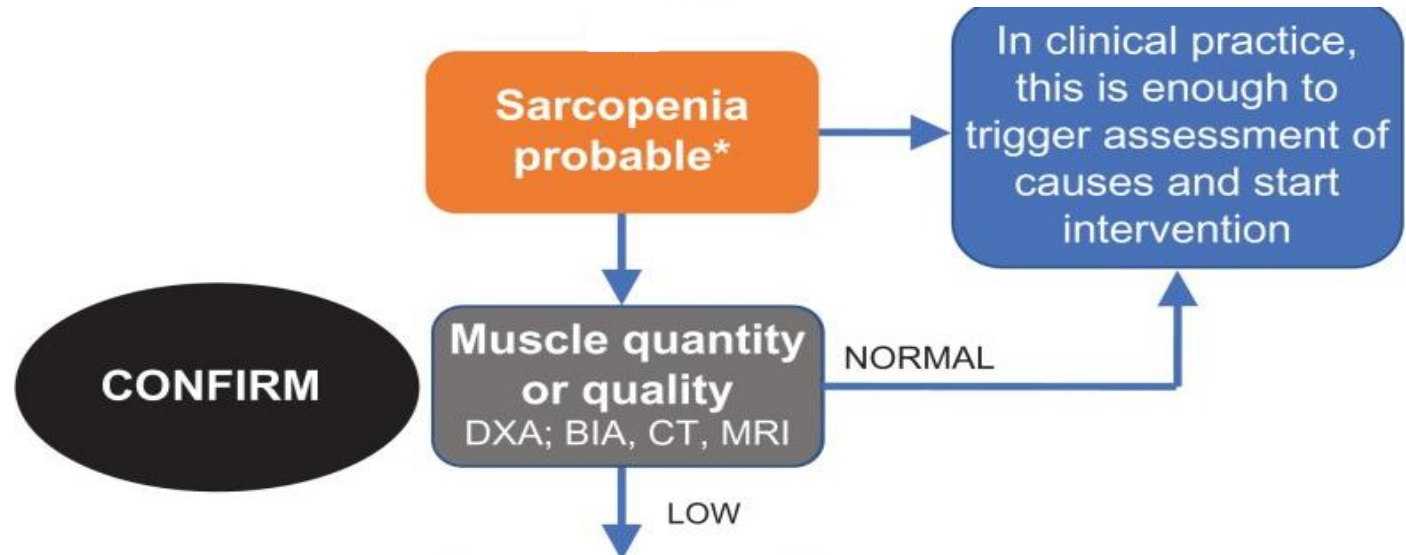 Sarcopenia
probable*
In clinical practice,
this is enough to
trigger assessment of
causes and start
intervention
CONFIRM
Muscle quantity
or quality
DXA; BIA, CT, MRI
NORMAL
LOW